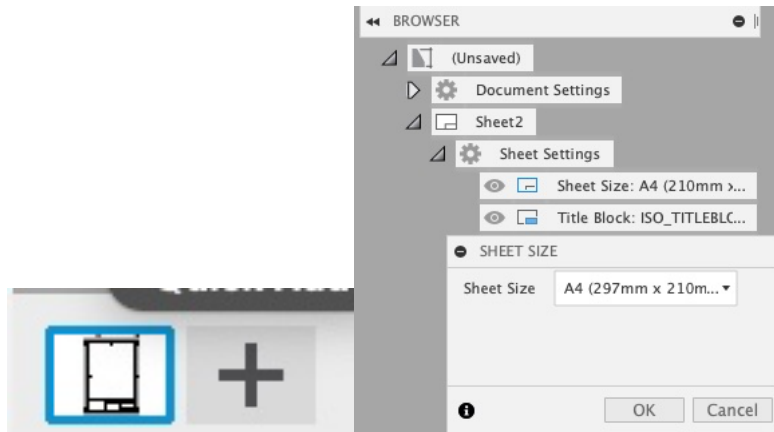 BROWSER
(Unsaved)
Document Settings
Sheet2
Sheet Settings
Sheet Size: A4 (210mm x...
Title Block: ISO_TITLEBLC...
SHEET SIZE
Sheet Size A4 (297mm x 210m...
OK Cancel